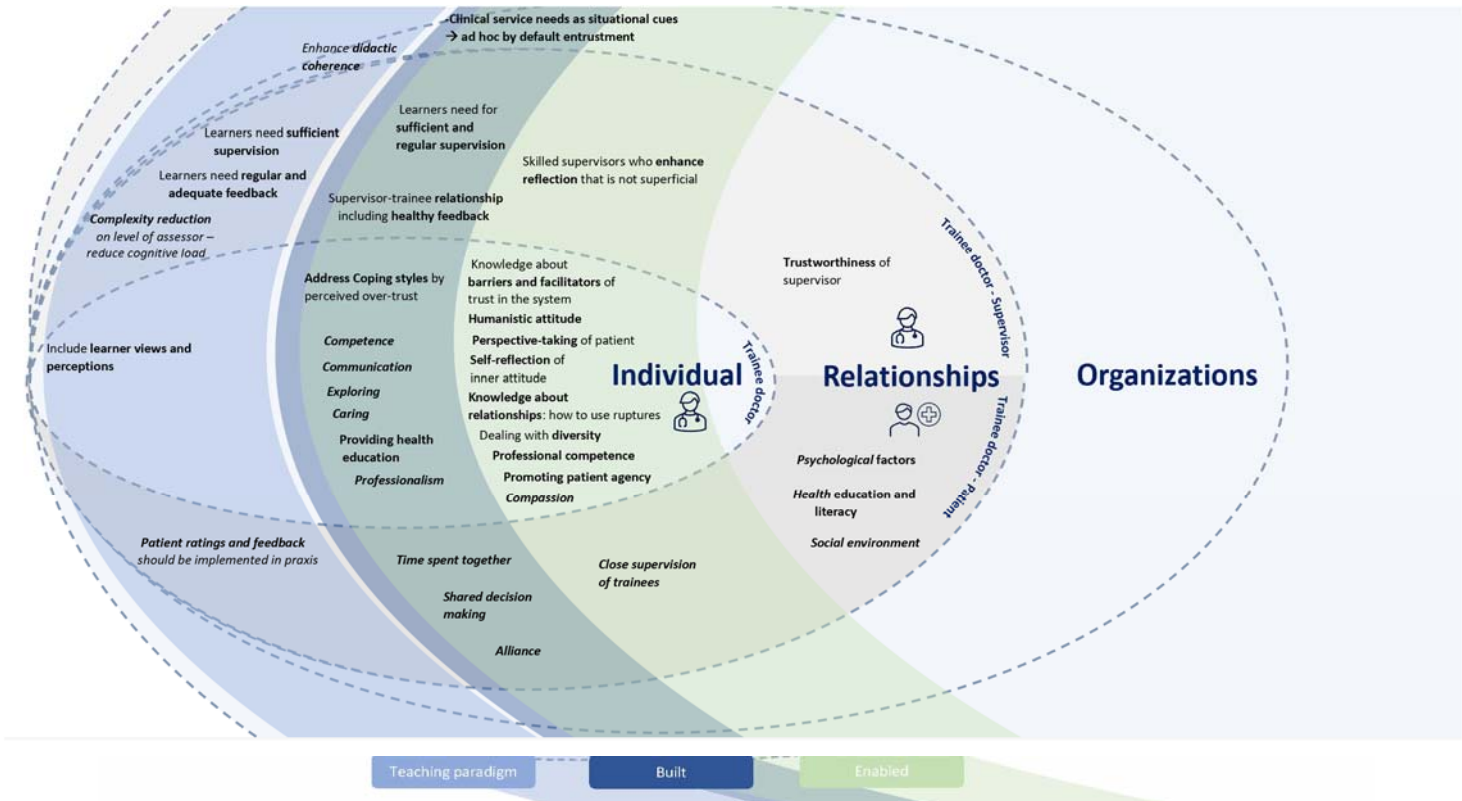 -Clinical service needs as situational cues
→ ad hoc by default entrustment
Enhance didactic
coherence
Learners need sufficient
supervision
Learners need regular and
adequate feedback
Complexity reduction
on level of assessor –
reduce cognitive load
Include learner views and
perceptions
Patient ratings and feedback
should be implemented in praxis
Learners need for
sufficient and
regular supervision
Supervisor-trainee relationship
including healthy feedback
Address Coping styles by
perceived over-trust
Competence
Communication
Exploring
Caring
Providing health
education
Professionalism
Time spent together
Shared decision
making
Alliance
Skilled supervisors who enhance
reflection that is not superficial
Knowledge about
barriers and facilitators of
trust in the system
Humanistic attitude
Perspective-taking of patient
Self-reflection of
inner attitude
Knowledge about
relationships: how to use ruptures
Dealing with diversity
Professional competence
Promoting patient agency
Compassion
Close supervision
of trainees
Individual
Trainee doctor
Trustworthiness of
supervisor
Relationships
Trainee doctor - Supervisor
Trainee doctor - Patient
Psychological factors
Health education and
literacy
Social environment
Organizations
Teaching paradigm
Built
Enabled